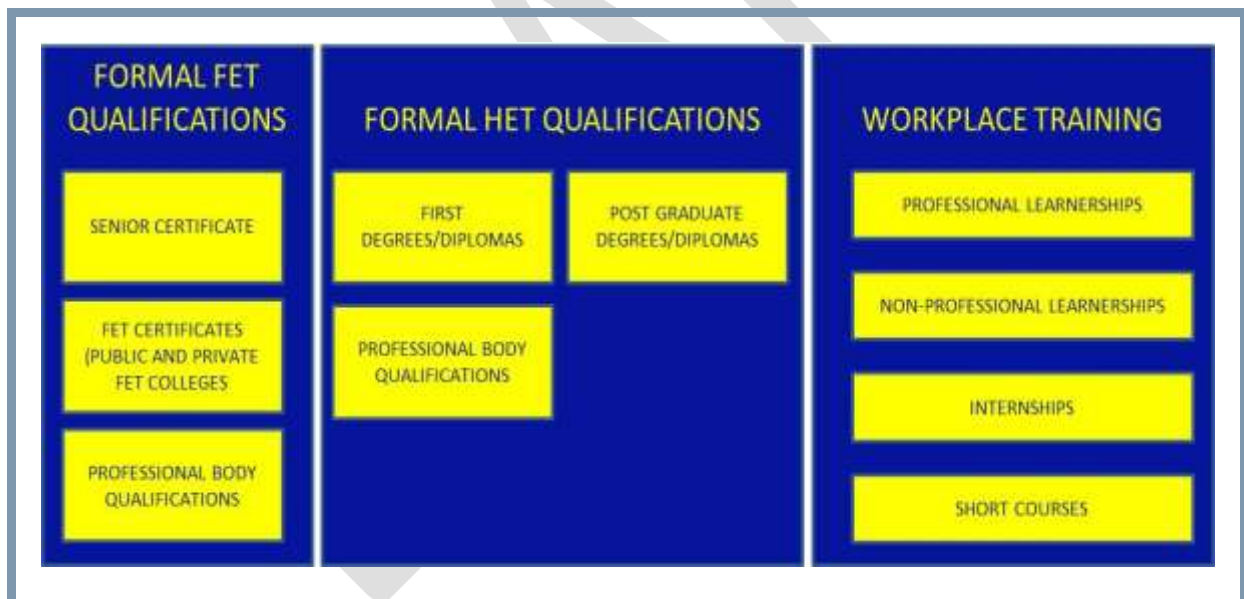 FORMAL FET
QUALIFICATIONS
SENIOR CERTIFICATE
FET CERTIFICATES
(PUBLIC AND PRIVATE
FET COLLEGES
PROFESSIONAL BODY
QUALIFICATIONS
FORMAL HET QUALIFICATIONS
FIRST
DEGREES/DIPLOMAS
POST GRADUATE
DEGREES/DIPLOMAS
PROFESSIONAL BODY
QUALIFICATIONS
WORKPLACE TRAINING
PROFESSIONAL LEARNERSHIPS
NON-PROFESSIONAL LEARNERSHIPS
INTERNSHIPS
SHORT COURSES